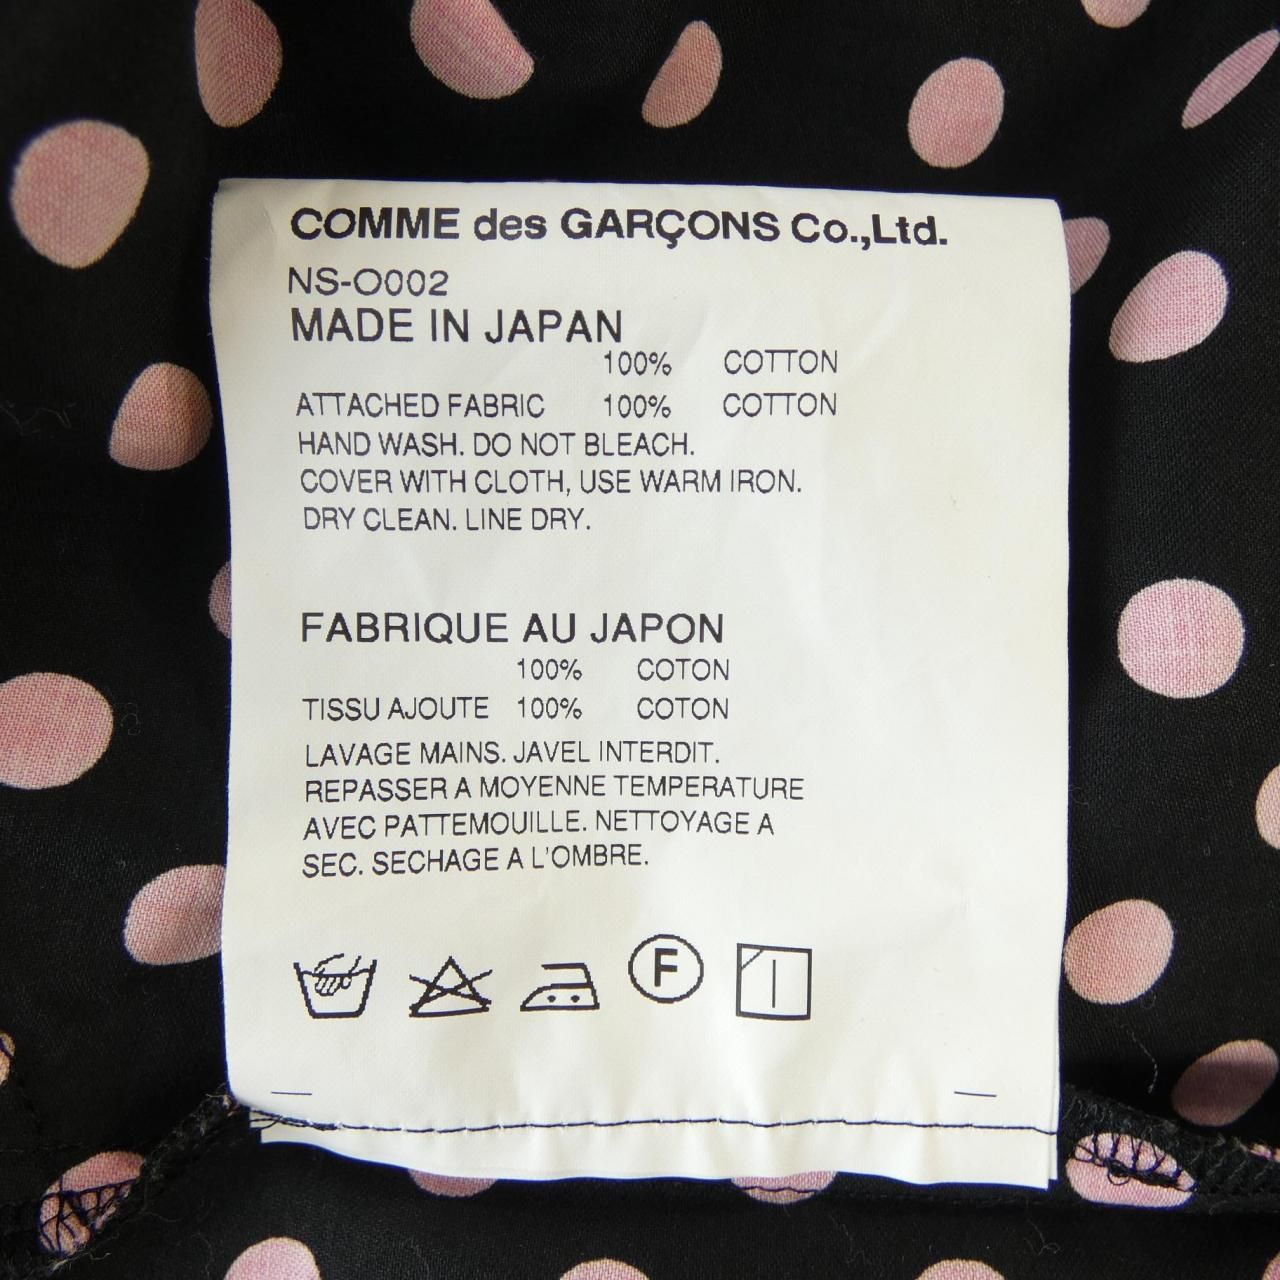 COMME des GARÇONS Co.,Ltd.
NS-O002
MADE IN JAPAN
100% COTTON
ATTACHED FABRIC 100% COTTON
HAND WASH. DO NOT BLEACH.
COVER WITH CLOTH, USE WARM IRON.
DRY CLEAN. LINE DRY.
FABRIQUE AU JAPON
100% COTON
TISSU AJOUTE 100% COTON
LAVAGE MAINS. JAVEL INTERDIT.
REPASSER A MOYENNE TEMPERATURE
AVEC PATTEMOUILLE. NETTOYAGE A
SEC. SECHAGE A L'OMBRE.
F